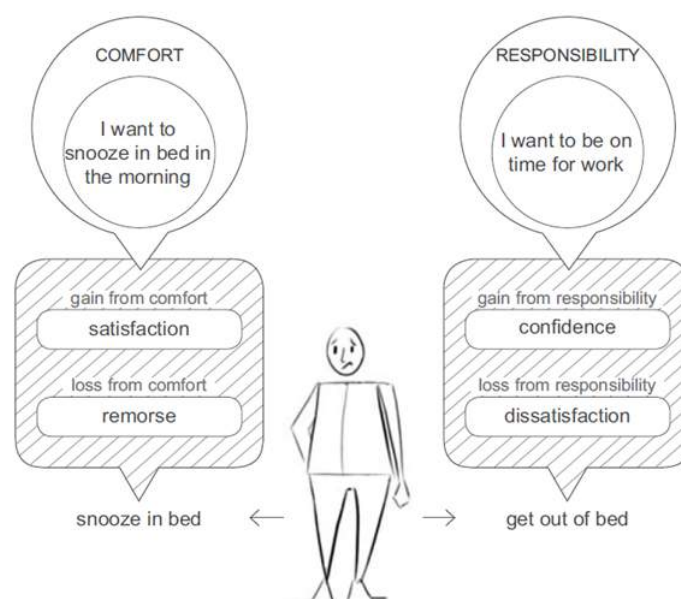 COMFORT
I want to
snooze in bed in
the morning
gain from comfort
satisfaction
loss from comfort
remorse
snooze in bed
RESPONSIBILITY
I want to be on
time for work
gain from responsibility
confidence
loss from responsibility
dissatisfaction
get out of bed